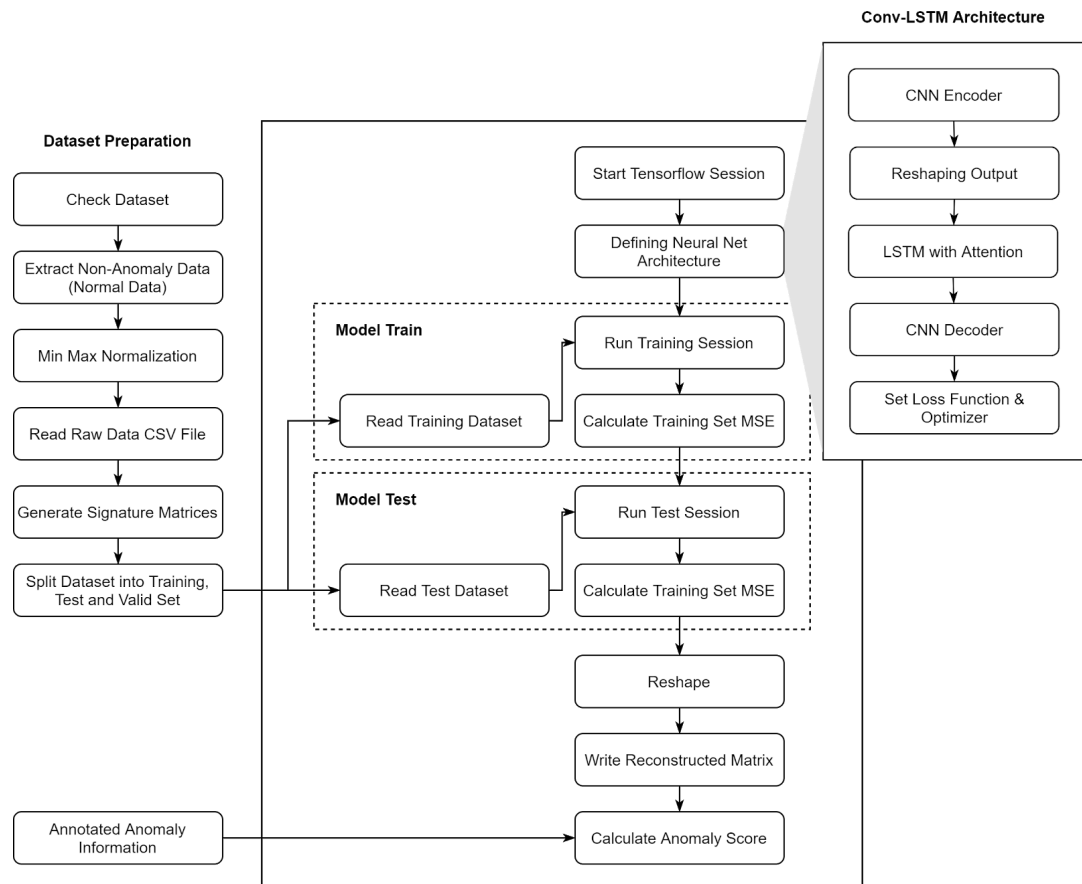 Conv-LSTM Architecture
CNN Encoder
Reshaping Output
LSTM with Attention
CNN Decoder
Set Loss Function &
Optimizer
Dataset Preparation
Check Dataset
Extract Non-Anomaly Data
(Normal Data)
Min Max Normalization
Read Raw Data CSV File
Generate Signature Matrices
Split Dataset into Training,
Test and Valid Set
Annotated Anomaly
Information
Start Tensorflow Session
Defining Neural Net
Architecture
Model Train
Run Training Session
Read Training Dataset
Calculate Training Set MSE
Model Test
Run Test Session
Read Test Dataset
Calculate Training Set MSE
Reshape
Write Reconstructed Matrix
Calculate Anomaly Score